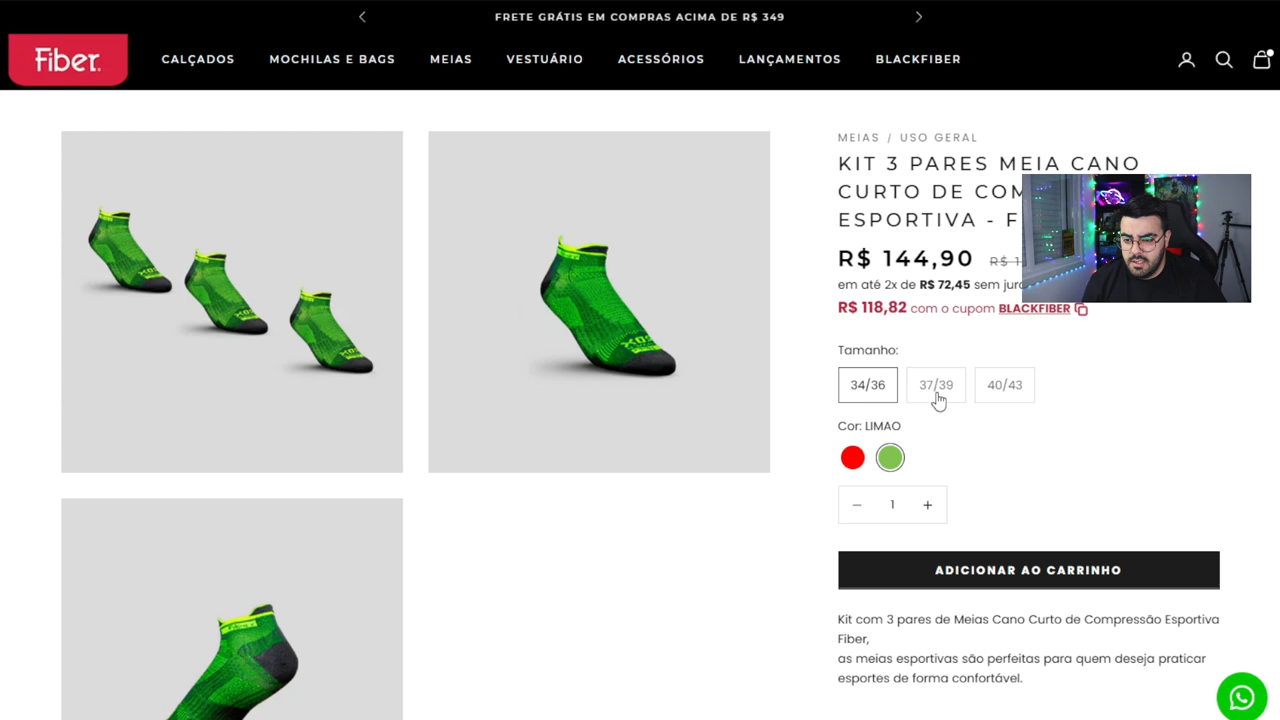 FRETE GRÁTIS EM COMPRAS ACIMA DE R$ 349
Fiber.
CALÇADOS MOCHILAS E BAGS MEIAS VESTUÁRIO ACESSÓRIOS LANÇAMENTOS BLACKFIBER
MEIAS / USO GERAL
KIT 3 PARES MEIA CANO
CURTO DE COM
ESPORTIVA - F
R$ 144,90 R$ 1
em até 2x de R$ 72,45 sem juro
R$ 118,82 com o cupom BLACKFIBER
Tamanho:
34/36 37/39 40/43
Cor: LIMAO
− 1 +
ADICIONAR AO CARRINHO
Kit com 3 pares de Meias Cano Curto de Compressão Esportiva
Fiber,
as meias esportivas são perfeitas para quem deseja praticar
esportes de forma confortável.